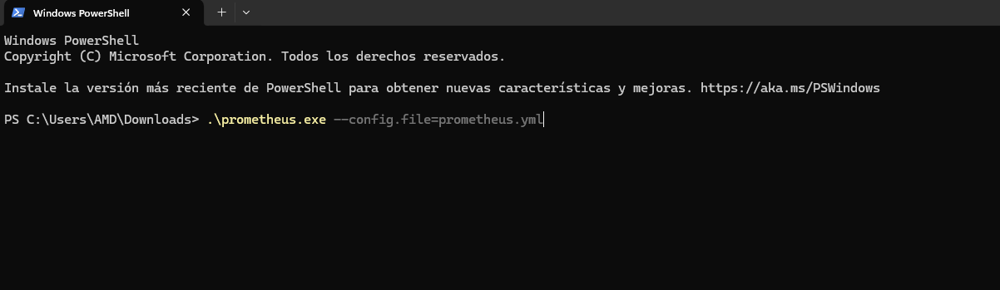 Windows PowerShell
Windows PowerShell
Copyright (C) Microsoft Corporation. Todos los derechos reservados.
Instale la versión más reciente de PowerShell para obtener nuevas características y mejoras. https://aka.ms/PSWindows
PS C:\Users\AMD\Downloads> .\prometheus.exe --config.file=prometheus.yml